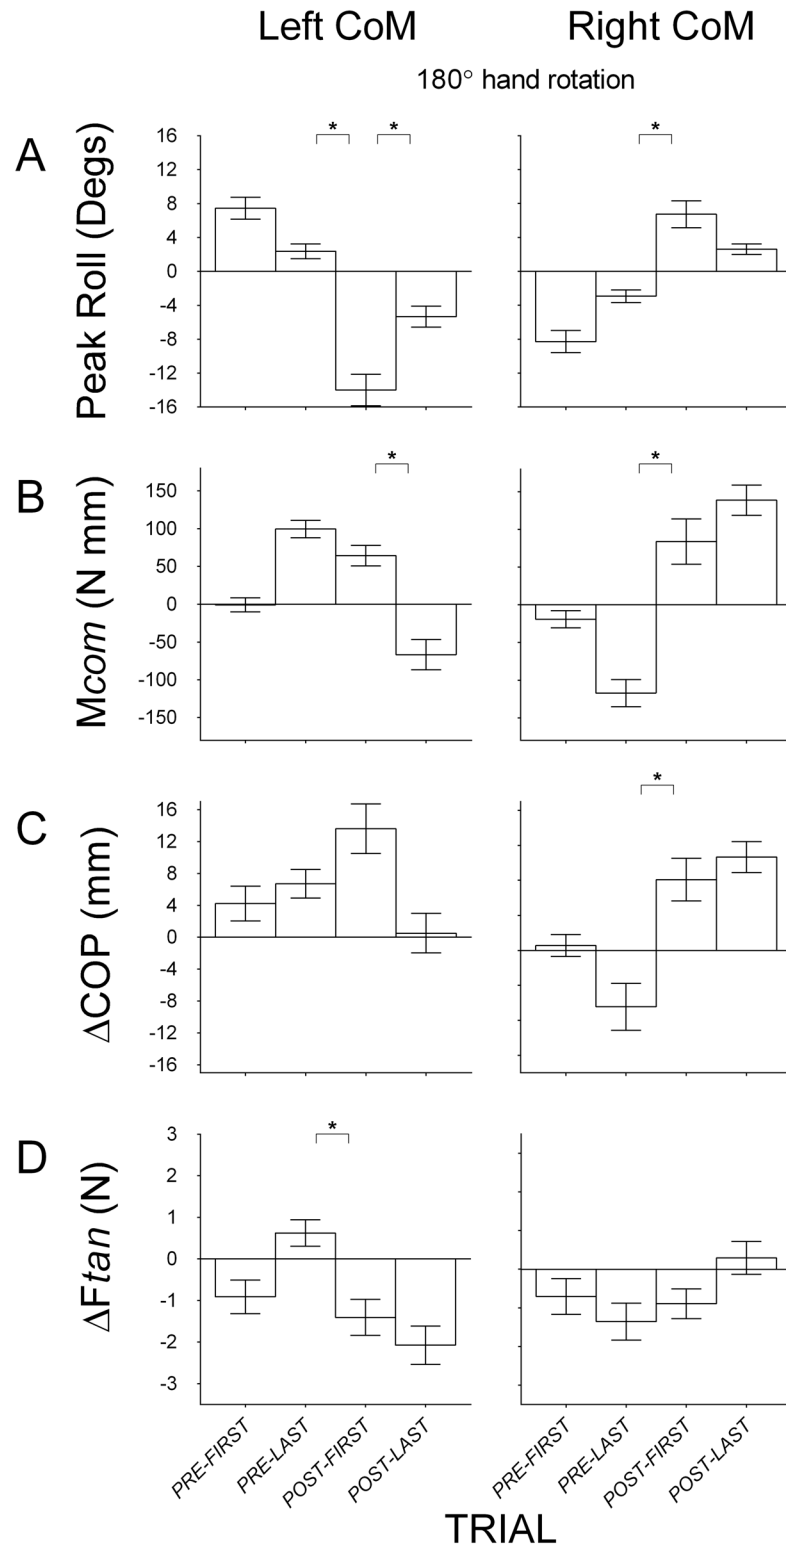 Left CoM Right CoM
180° hand rotation
A
Peak Roll (Degs)
16
12
8
4
0
-4
-8
-12
-16
*
*
*
B
Mcom (N mm)
150
100
50
0
-50
-100
-150
*
*
C
ΔCOP (mm)
16
12
8
4
0
-4
-8
-12
-16
*
D
ΔFtan (N)
3
2
1
0
-1
-2
-3
*
PRE-FIRST
PRE-LAST
POST-FIRST
POST-LAST
PRE-FIRST
PRE-LAST
POST-FIRST
POST-LAST
TRIAL